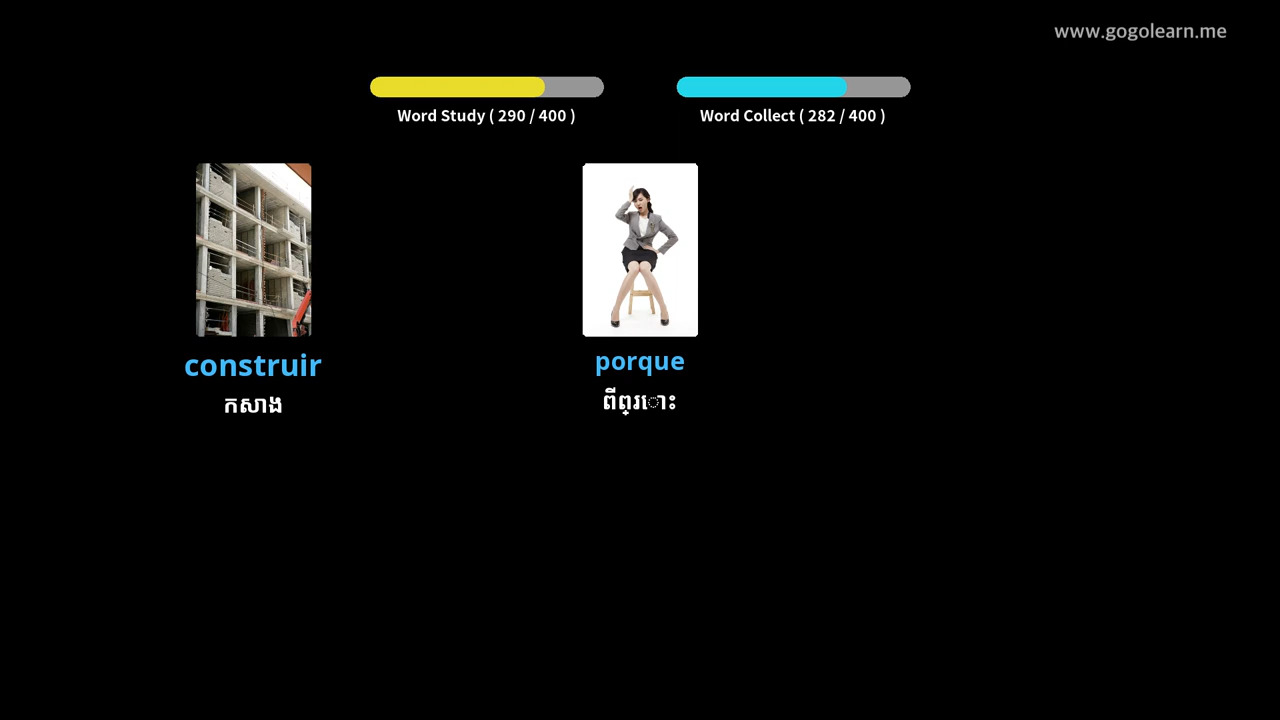 www.gogolearn.me
Word Study ( 290 / 400 )
Word Collect ( 282 / 400 )
construir
porque
កសាង
ពីព្រោះ